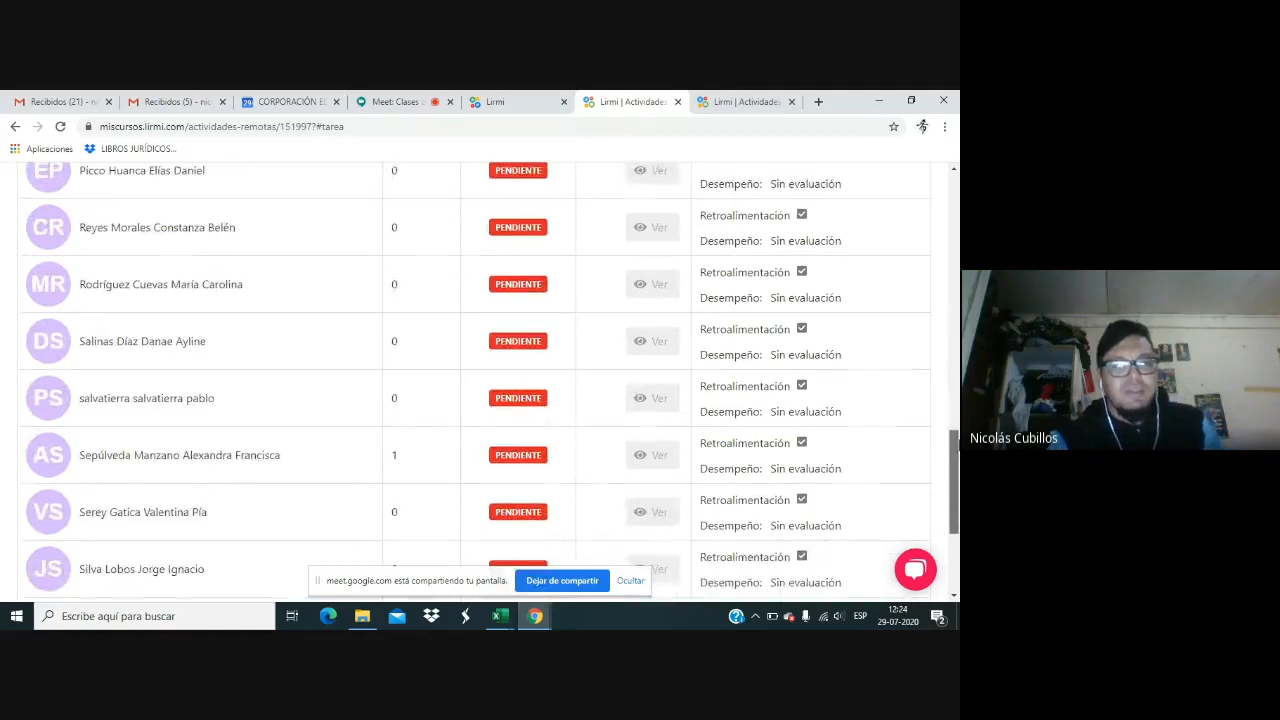 Recibidos (21) - n
Recibidos (5) - nic
CORPORACIÓN EL
Meet: Clases
Lirmi
Lirmi | Actividades
Lirmi | Actividades
miscursos.lirmi.com/actividades-remotas/151997?#tarea
Aplicaciones
LIBROS JURÍDICOS...
EP Picco Huanca Elías Daniel 0 PENDIENTE Ver
Desempeño: Sin evaluación
CR Reyes Morales Constanza Belén 0 PENDIENTE Ver
Retroalimentación
Desempeño: Sin evaluación
MR Rodríguez Cuevas María Carolina 0 PENDIENTE Ver
Retroalimentación
Desempeño: Sin evaluación
DS Salinas Díaz Danae Ayline 0 PENDIENTE Ver
Retroalimentación
Desempeño: Sin evaluación
PS salvatierra salvatierra pablo 0 PENDIENTE Ver
Retroalimentación
Desempeño: Sin evaluación
AS Sepúlveda Manzano Alexandra Francisca 1 PENDIENTE Ver
Retroalimentación
Desempeño: Sin evaluación
VS Serey Gatica Valentina Pía 0 PENDIENTE Ver
Retroalimentación
Desempeño: Sin evaluación
JS Silva Lobos Jorge Ignacio Ver
Retroalimentación
Desempeño: Sin evaluación
meet.google.com está compartiendo tu pantalla.
Dejar de compartir
Ocultar
Escribe aquí para buscar
ESP
12:24
29-07-2020
2
Nicolás Cubillos